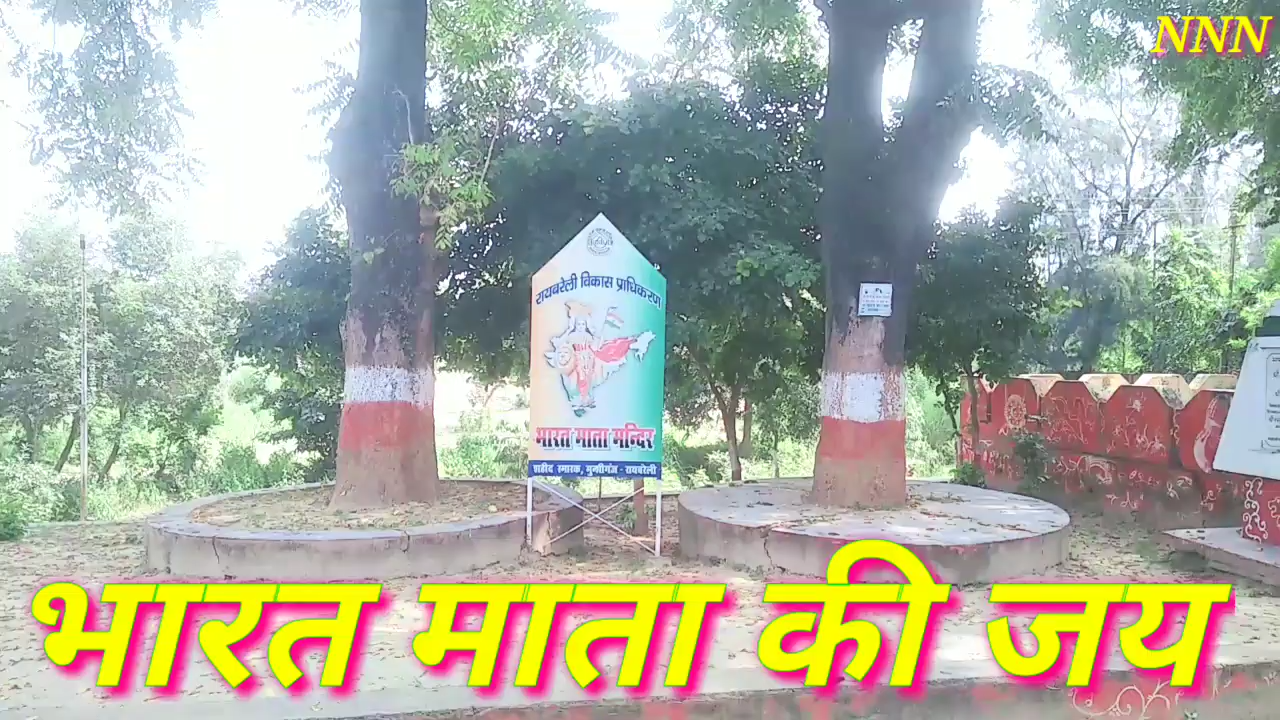 NNN
रायबरेली विकास प्राधिकरण
भारत माता मन्दिर
शहीद स्मारक, मुन्शीगंज - रायबरेली
भारत माता की जय